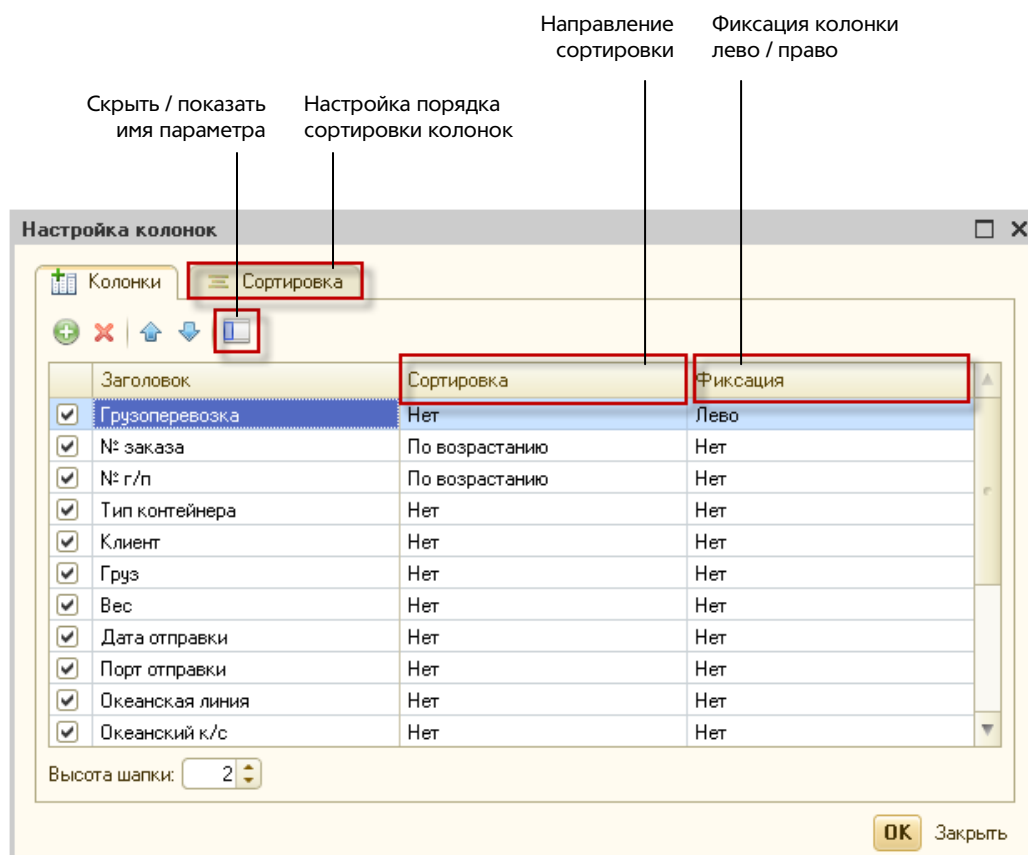 Направление
сортировки
Фиксация колонки
лево / право
Скрыть / показать
имя параметра
Настройка порядка
сортировки колонок
Настройка колонок
Колонки
Сортировка
Заголовок Сортировка Фиксация
Грузоперевозка Нет Лево
№ заказа По возрастанию Нет
№ г/п По возрастанию Нет
Тип контейнера Нет Нет
Клиент Нет Нет
Груз Нет Нет
Вес Нет Нет
Дата отправки Нет Нет
Порт отправки Нет Нет
Океанская линия Нет Нет
Океанский к/с Нет Нет
Высота шапки: 2
OK Закрыть